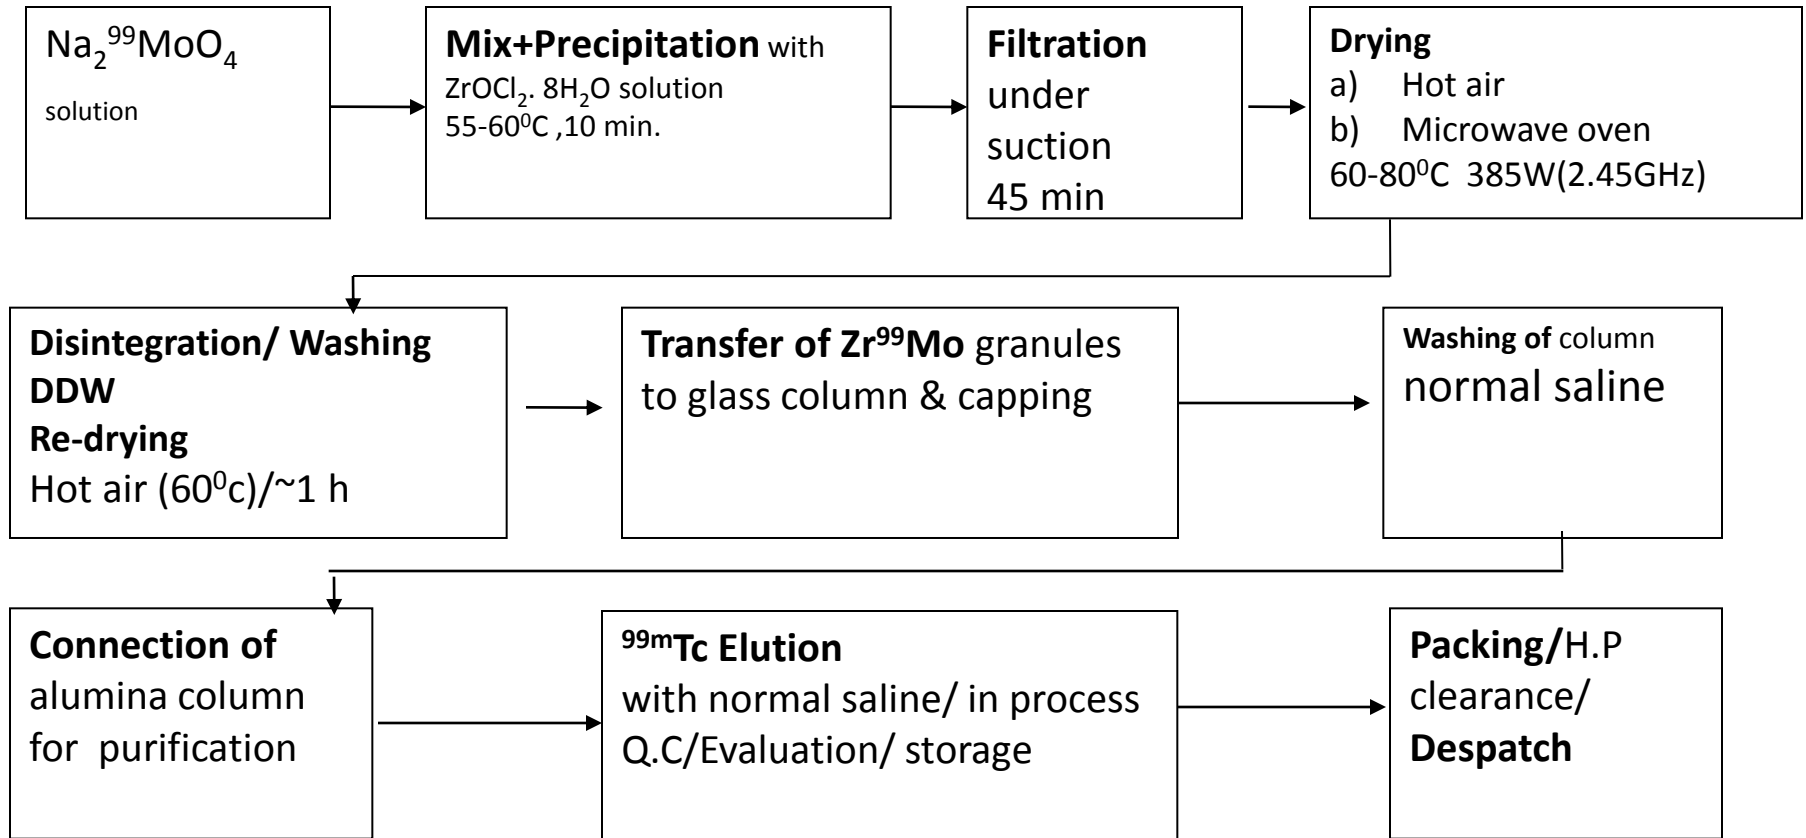 Na₂⁹⁹MoO₄
solution
Mix+Precipitation with
ZrOCl₂. 8H₂O solution
55-60⁰C ,10 min.
Filtration
under
suction
45 min
Drying
a) Hot air
b) Microwave oven
60-80⁰C 385W(2.45GHz)
Disintegration/ Washing
DDW
Re-drying
Hot air (60⁰c)/~1 h
Transfer of Zr⁹⁹Mo granules
to glass column & capping
Washing of column
normal saline
Connection of
alumina column
for purification
⁹⁹ᵐTc Elution
with normal saline/ in process
Q.C/Evaluation/ storage
Packing/H.P
clearance/
Despatch